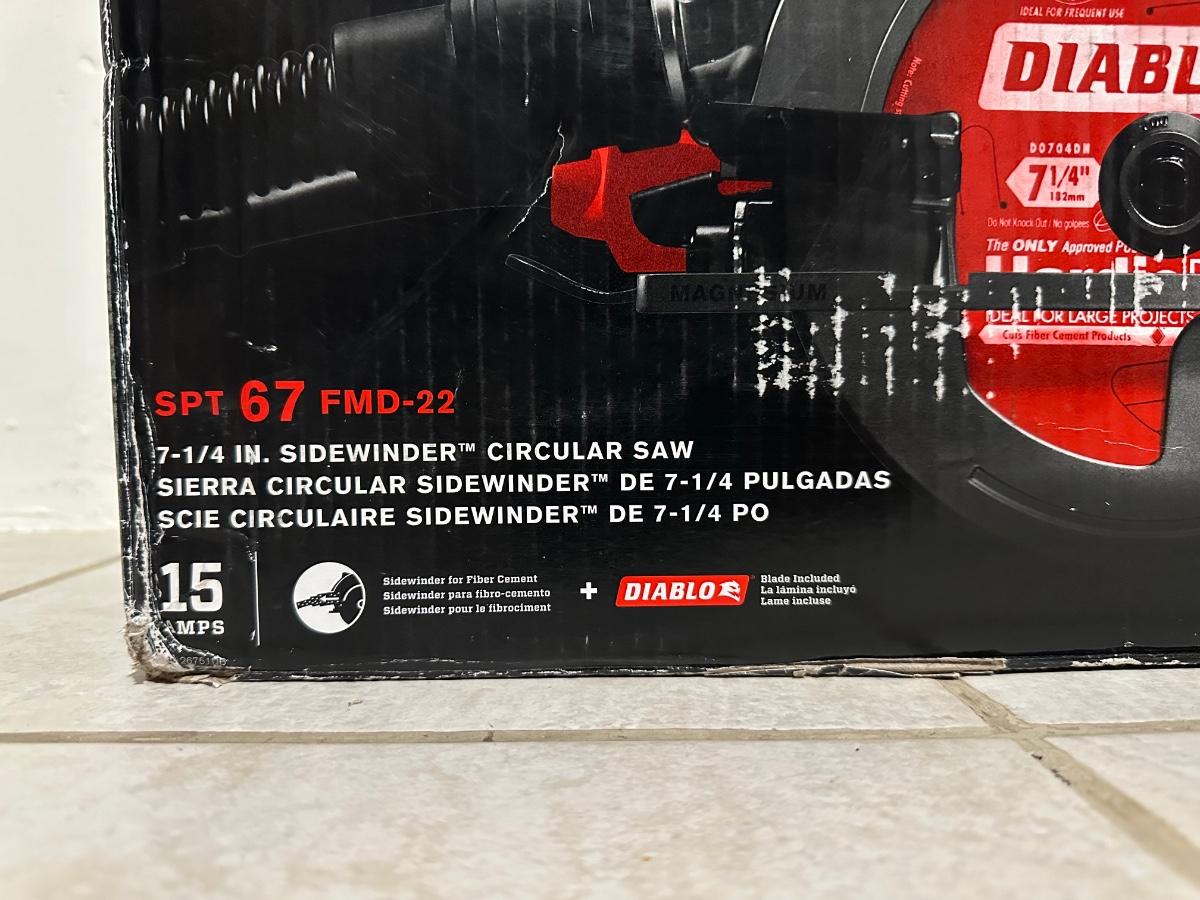 IDEAL FOR FREQUENT USE
DIABL
D0704DH
7 1/4"
182mm
Do Not Knock Out / No golpees
The ONLY Approved
MAGNESIUM
IDEAL FOR LARGE PROJECTS
Cuts Fiber Cement Products
SPT 67 FMD-22
7-1/4 IN. SIDEWINDER™ CIRCULAR SAW
SIERRA CIRCULAR SIDEWINDER™ DE 7-1/4 PULGADAS
SCIE CIRCULAIRE SIDEWINDER™ DE 7-1/4 PO
15
AMPS
Sidewinder for Fiber Cement
Sidewinder para fibro-cemento
Sidewinder pour le fibrociment
+
DIABLO
Blade Included
La lámina incluyó
Lame incluse